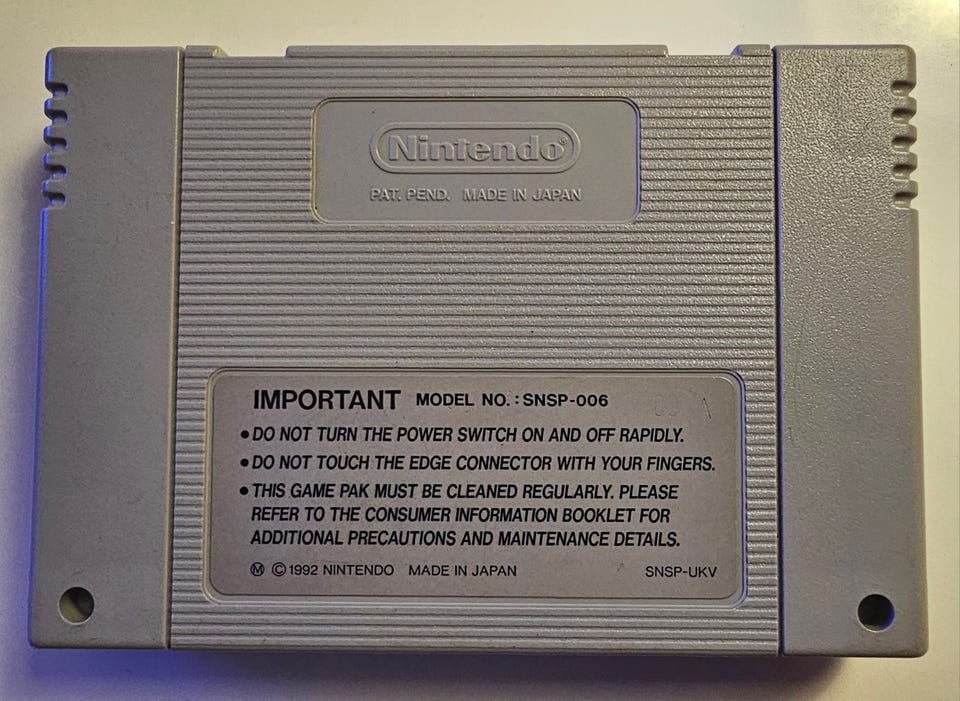 Nintendo®
PAT. PEND. MADE IN JAPAN
IMPORTANT MODEL NO. : SNSP-006
• DO NOT TURN THE POWER SWITCH ON AND OFF RAPIDLY.
• DO NOT TOUCH THE EDGE CONNECTOR WITH YOUR FINGERS.
• THIS GAME PAK MUST BE CLEANED REGULARLY. PLEASE
REFER TO THE CONSUMER INFORMATION BOOKLET FOR
ADDITIONAL PRECAUTIONS AND MAINTENANCE DETAILS.
Ⓜ © 1992 NINTENDO MADE IN JAPAN SNSP-UKV